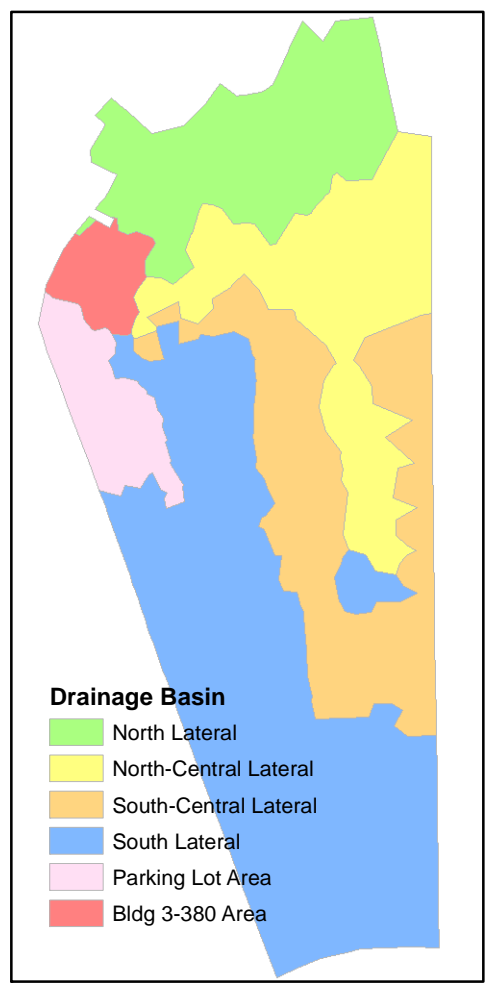 Drainage Basin
North Lateral
North-Central Lateral
South-Central Lateral
South Lateral
Parking Lot Area
Bldg 3-380 Area